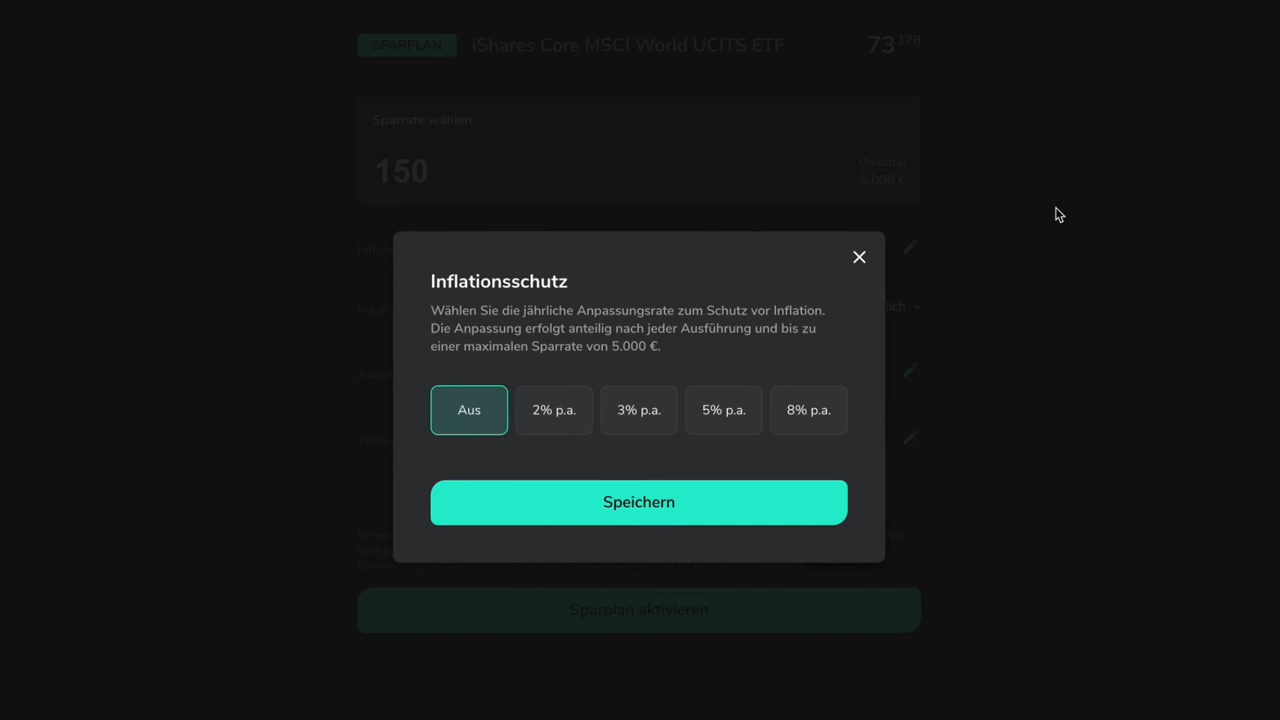 SPARPLAN iShares Core MSCI World UCITS ETF 73 178
Sparrate wählen
150
Maximal
5.000 €
Inflationsschutz
Wählen Sie die jährliche Anpassungsrate zum Schutz vor Inflation.
Die Anpassung erfolgt anteilig nach jeder Ausführung und bis zu
einer maximalen Sparrate von 5.000 €.
Aus 2% p.a. 3% p.a. 5% p.a. 8% p.a.
Speichern
Sparplan aktivieren